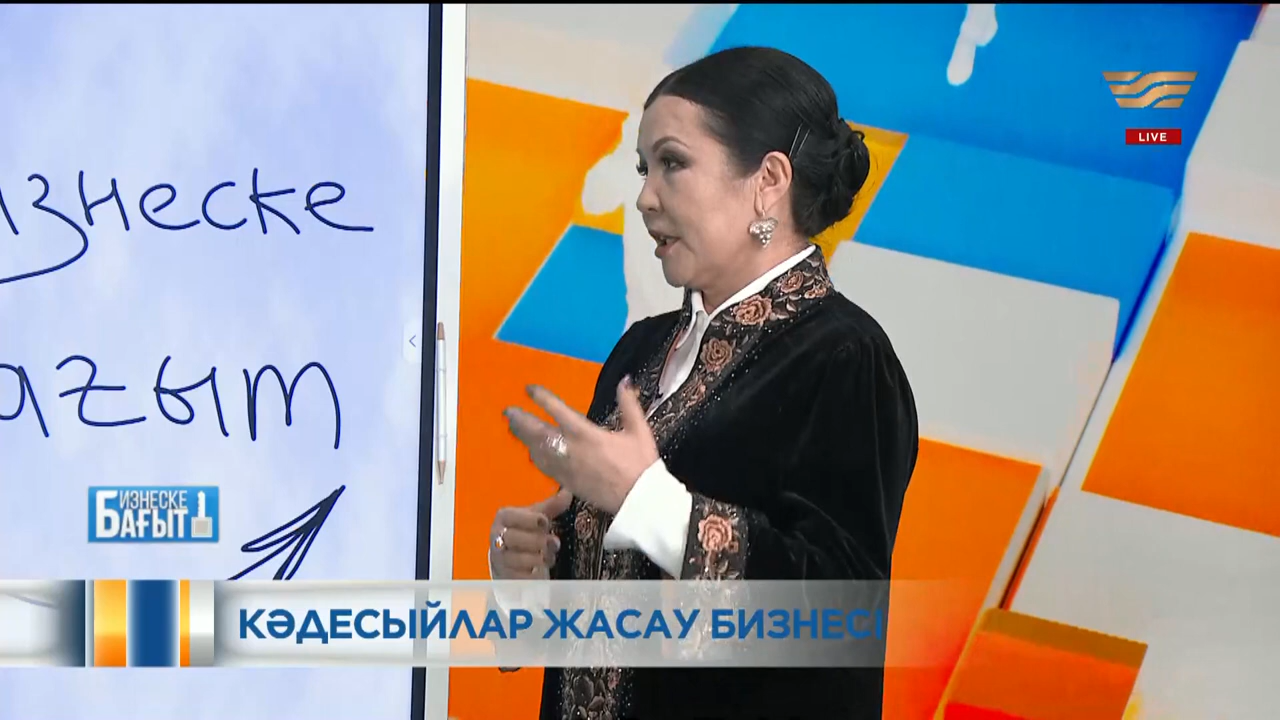 LIVE
изнеске
ағыт
БИЗНЕСКЕ
БАҒЫТ
КӘДЕСЫЙЛАР ЖАСАУ БИЗНЕСІ